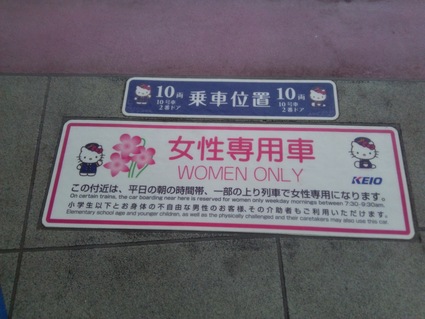 10両 乗車位置 10両
10号車 2番ドア 10号車 2番ドア
女性専用車
WOMEN ONLY
KEIO
この付近は、平日の朝の時間帯、一部の上り列車で女性専用になります。
On certain trains, the car boarding near here is reserved for women only weekday mornings between 7:30-9:30am.
小学生以下とお身体の不自由な男性のお客様、その介助者もご利用いただけます。
Elementary school age and younger children, as well as the physically challenged and their caretakers may also use this car.